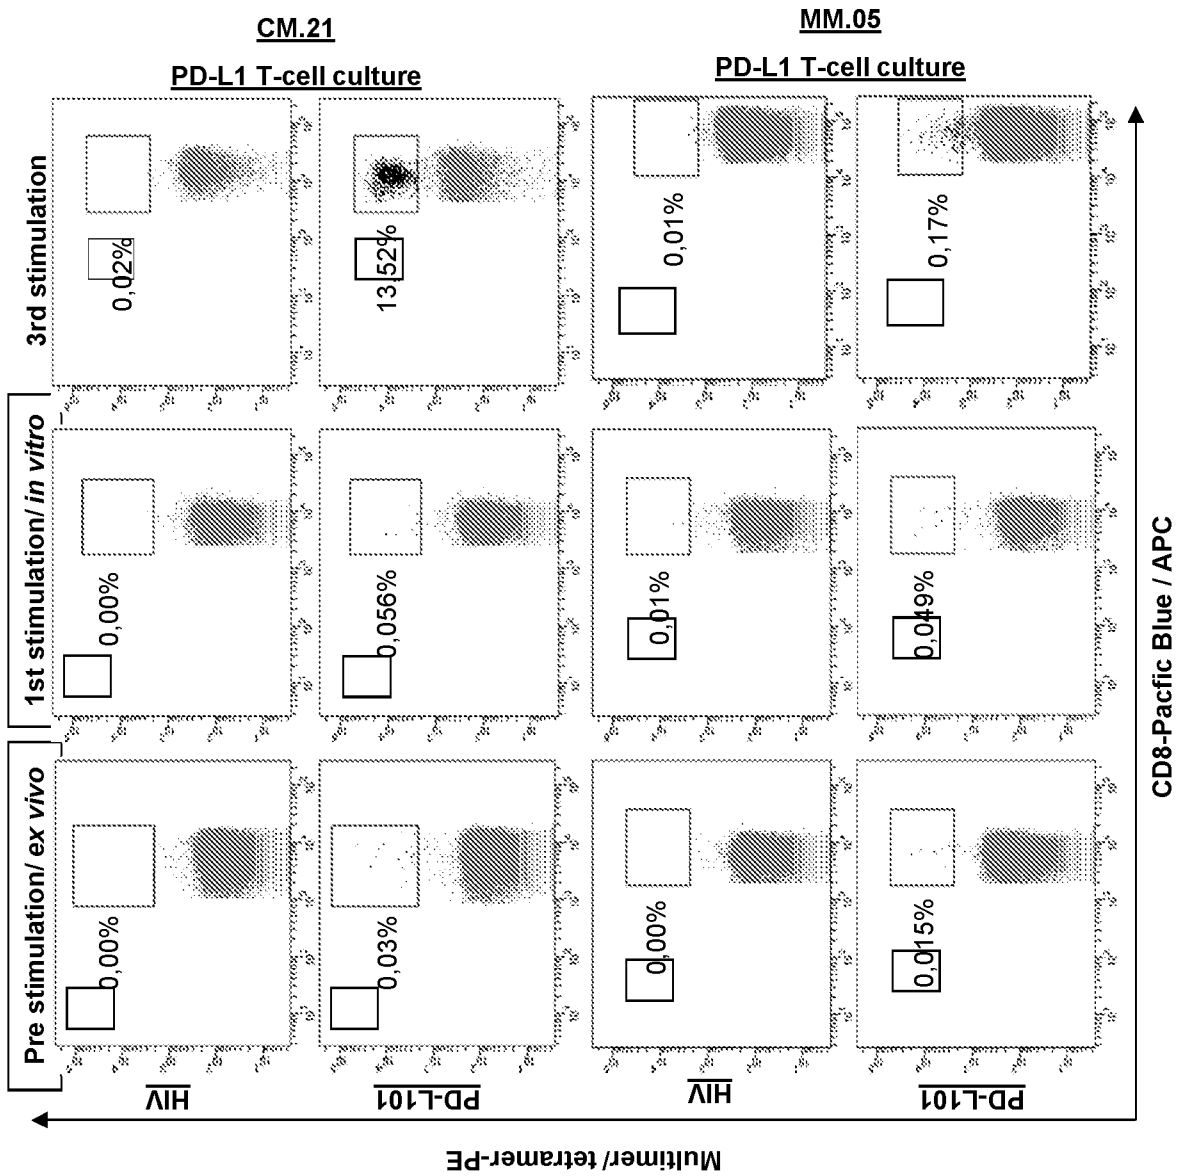 CM.21
PD-L1 T-cell culture
MM.05
PD-L1 T-cell culture
Pre stimulation/ ex vivo
1st stimulation/ in vitro
3rd stimulation
HIV
0,00%
0,00%
0,02%
PD-L101
0,03%
0,056%
13,52%
HIV
0,00%
0,01%
0,01%
PD-L101
0,015%
0,049%
0,17%
Multimer/ tetramer-PE
CD8-Pacfic Blue / APC